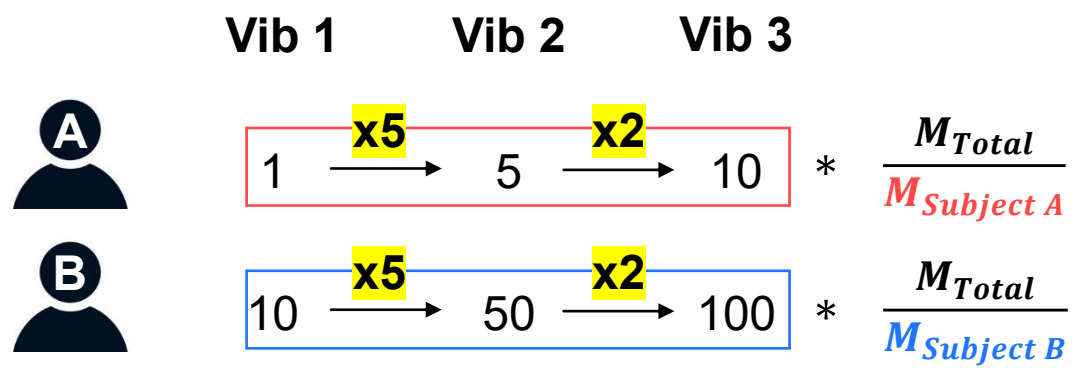 Vib 1 Vib 2 Vib 3
A x5 x2 M_Total
1 5 10 * M_Subject A
B x5 x2 M_Total
10 50 100 * M_Subject B